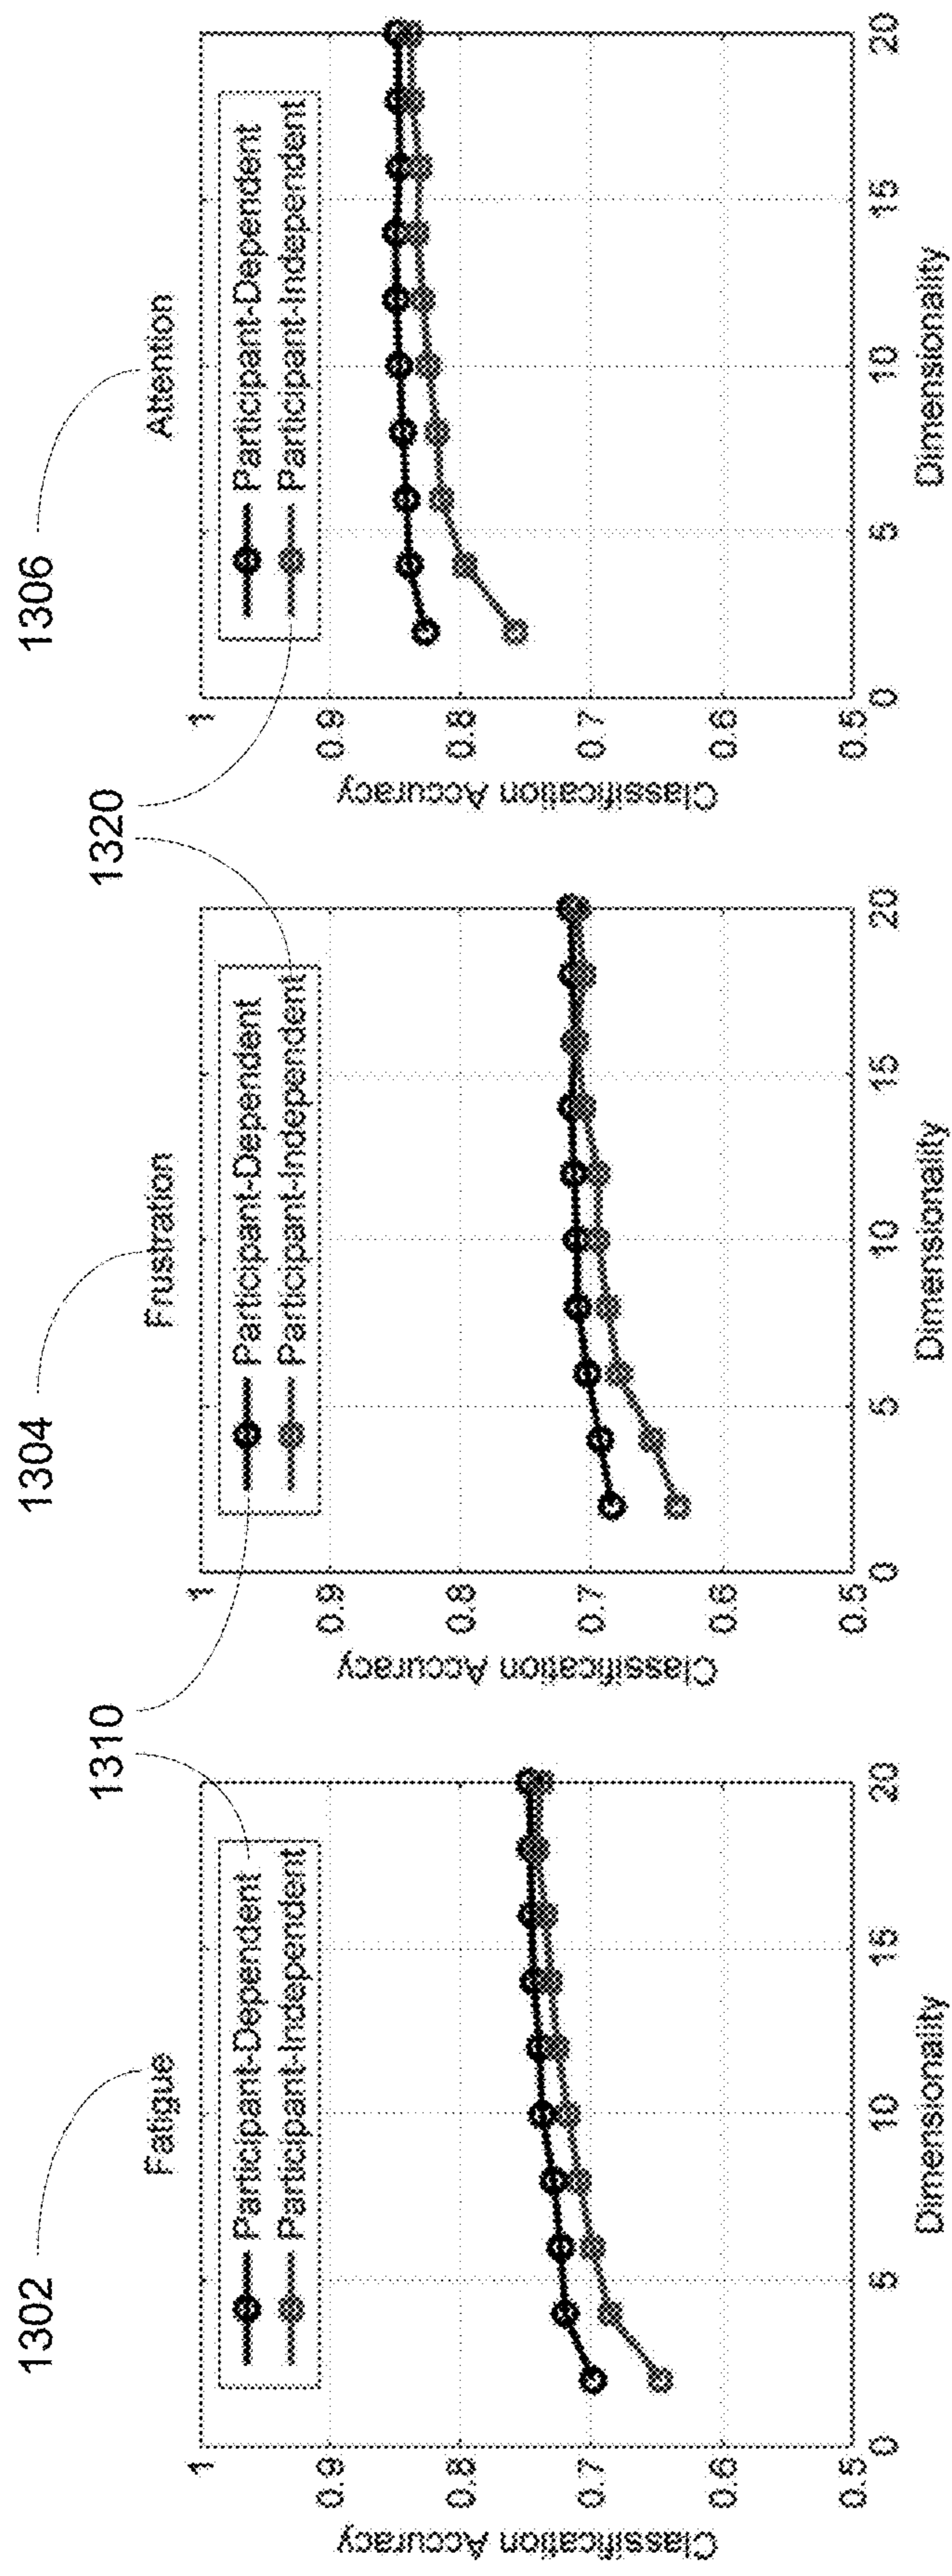 1302
1304
1306
1310
1320
Fatigue
Participant-Dependent
Participant-Independent
Classification Accuracy
1
0.9
0.8
0.7
0.6
0.5
0
5
10
15
20
Dimensionality
Frustration
Participant-Dependent
Participant-Independent
Classification Accuracy
1
0.9
0.8
0.7
0.6
0.5
0
5
10
15
20
Dimensionality
Attention
Participant-Dependent
Participant-Independent
Classification Accuracy
1
0.9
0.8
0.7
0.6
0.5
0
5
10
15
20
Dimensionality